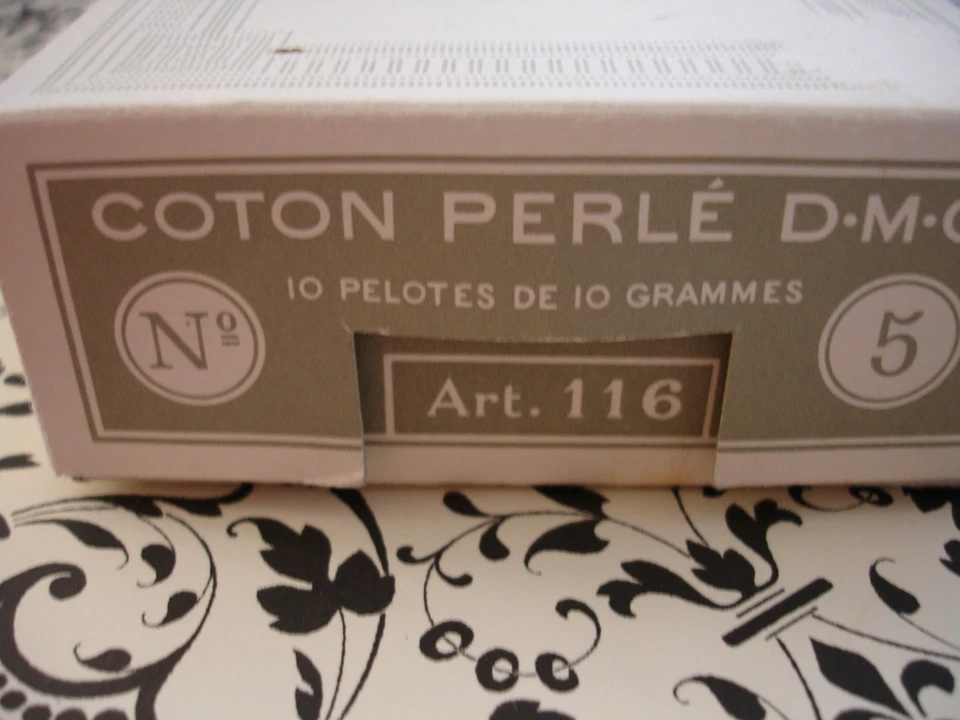 COTON PERLÉ D·M·C
10 PELOTES DE 10 GRAMMES
Nº
5
Art. 116